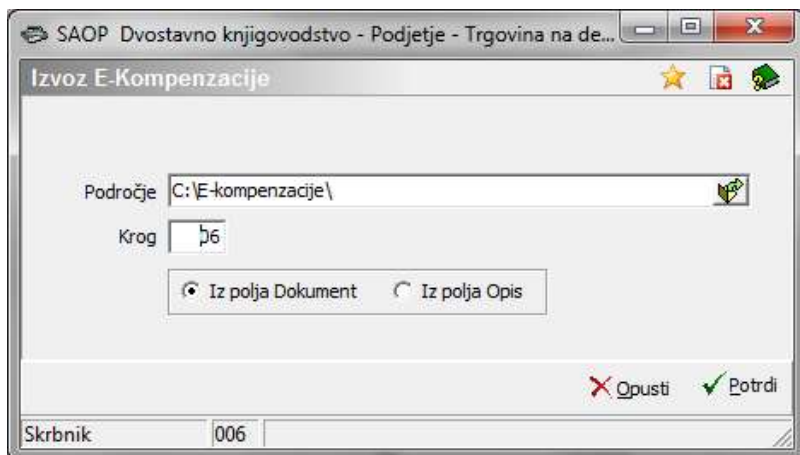 SAOP Dvostavno knjigovodstvo - Podjetje - Trgovina na de...
Izvoz E-Kompenzacije
Področje C:\E-kompenzacije\
Krog 06
Iz polja Dokument Iz polja Opis
Opusti Potrdi
Skrbnik 006